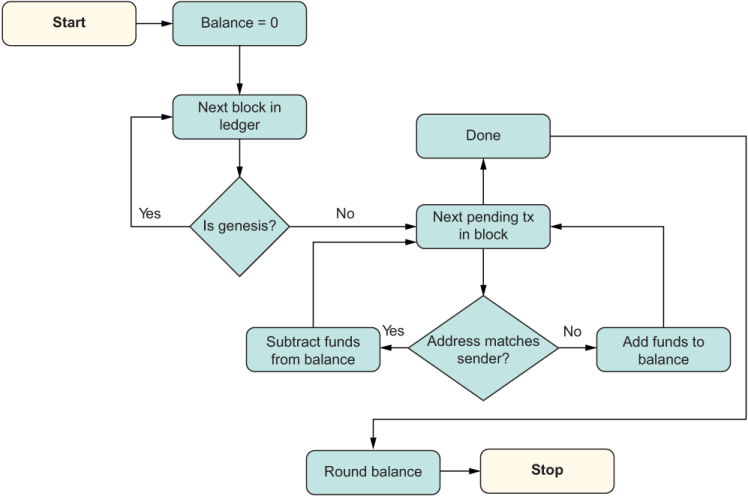 Start
Balance = 0
Next block in
ledger
Done
Yes
Is genesis?
No
Next pending tx
in block
Subtract funds
from balance
Yes
Address matches
sender?
No
Add funds to
balance
Round balance
Stop